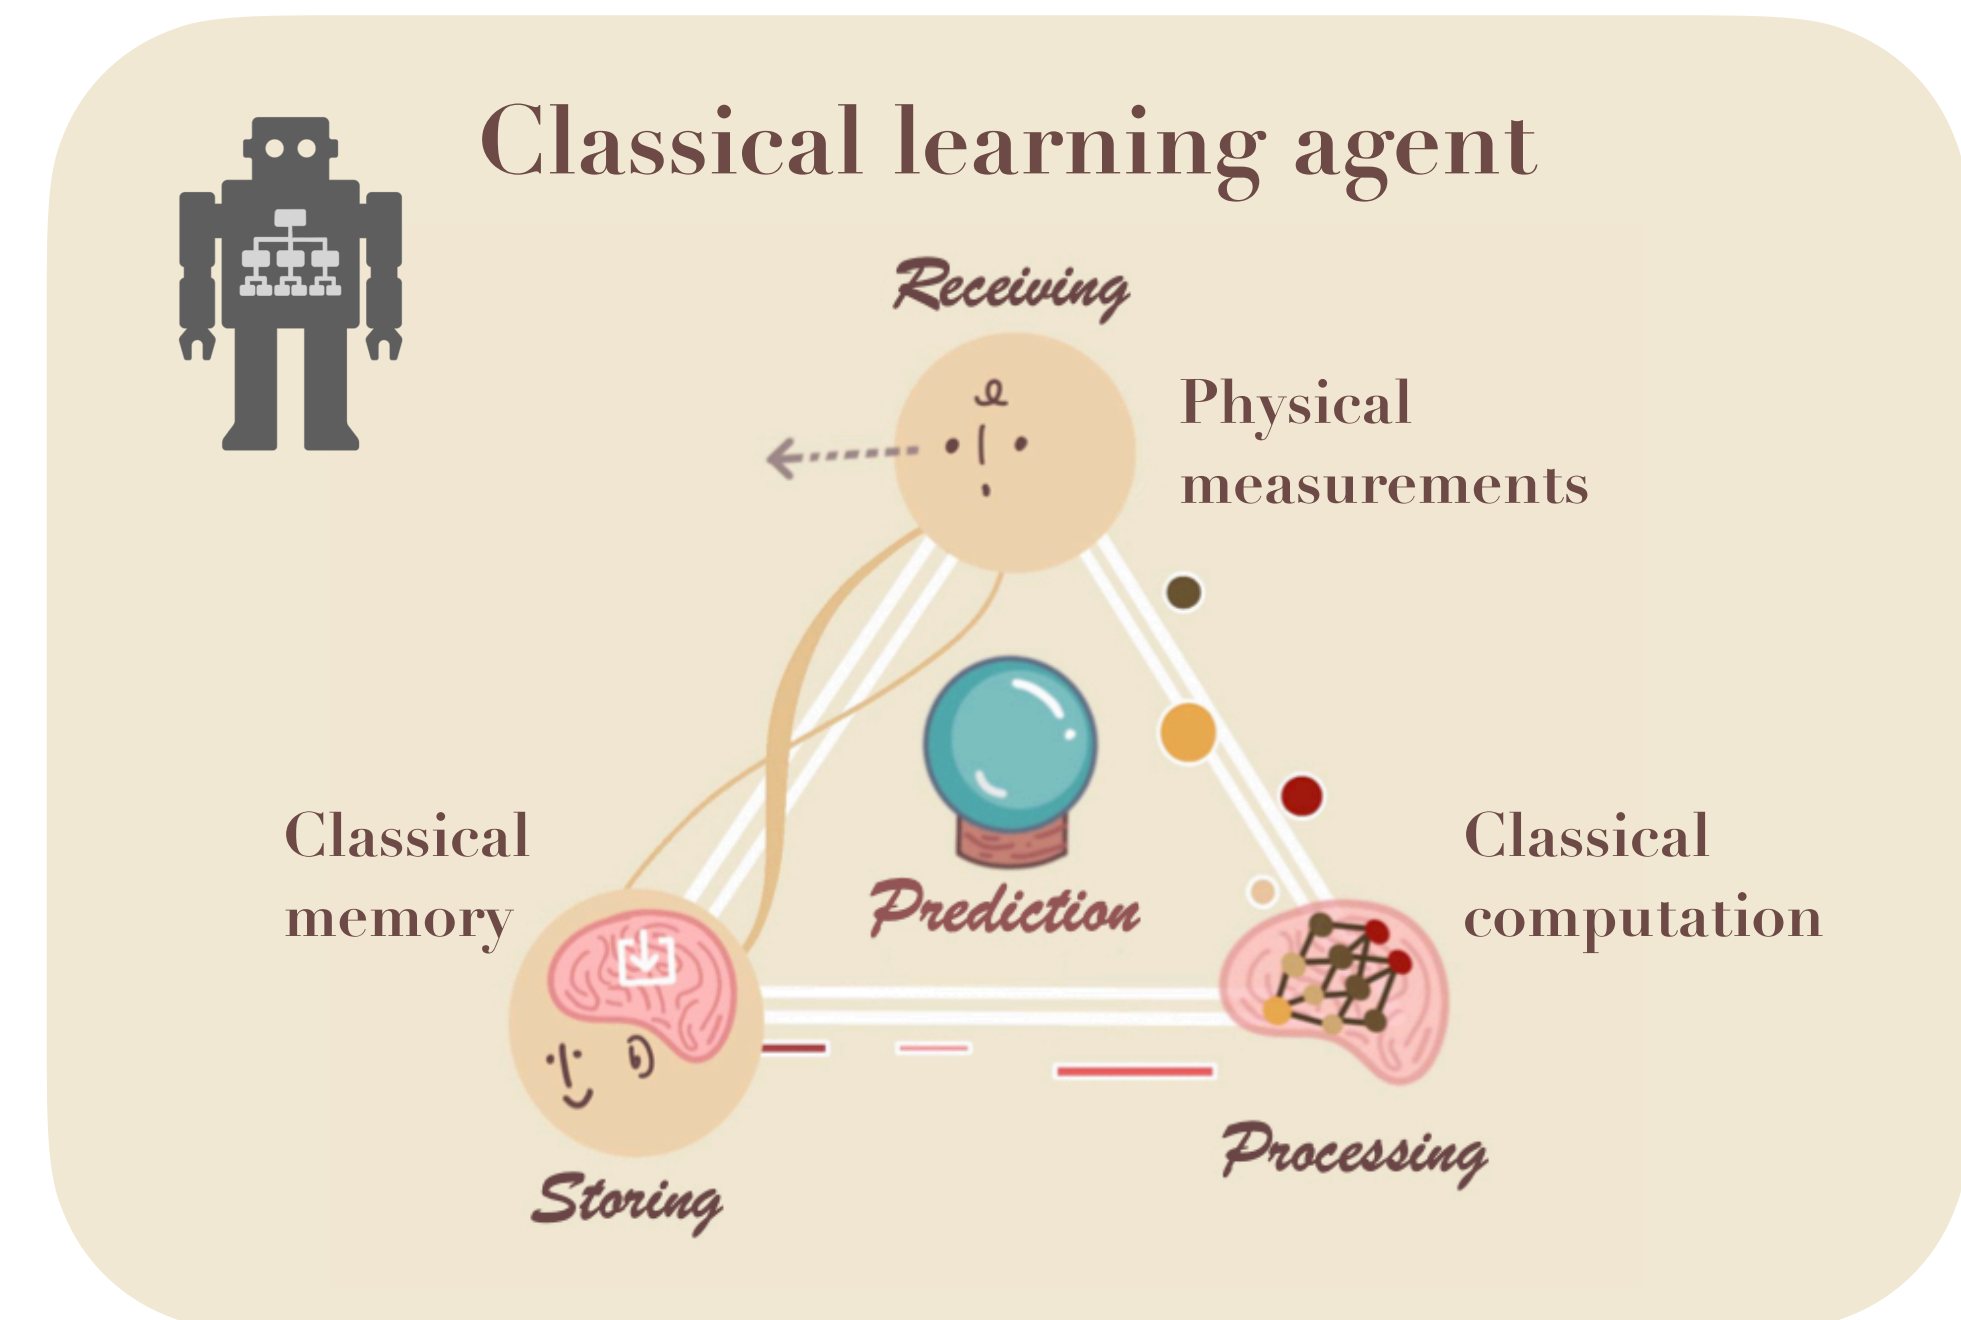 Classical learning agent
Receiving
Physical
measurements
Classical
memory
Prediction
Classical
computation
Processing
Storing